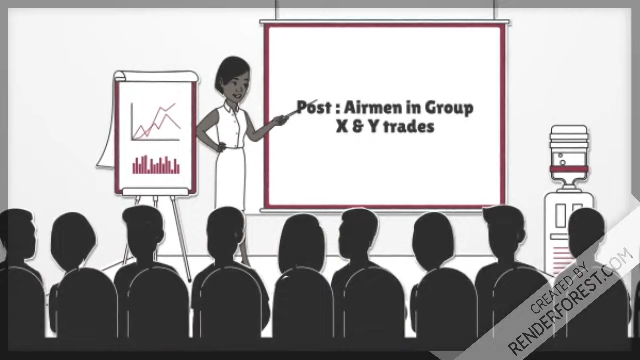 Post : Airmen in Group
X & Y trades
CREATED BY
RENDERFOREST.COM